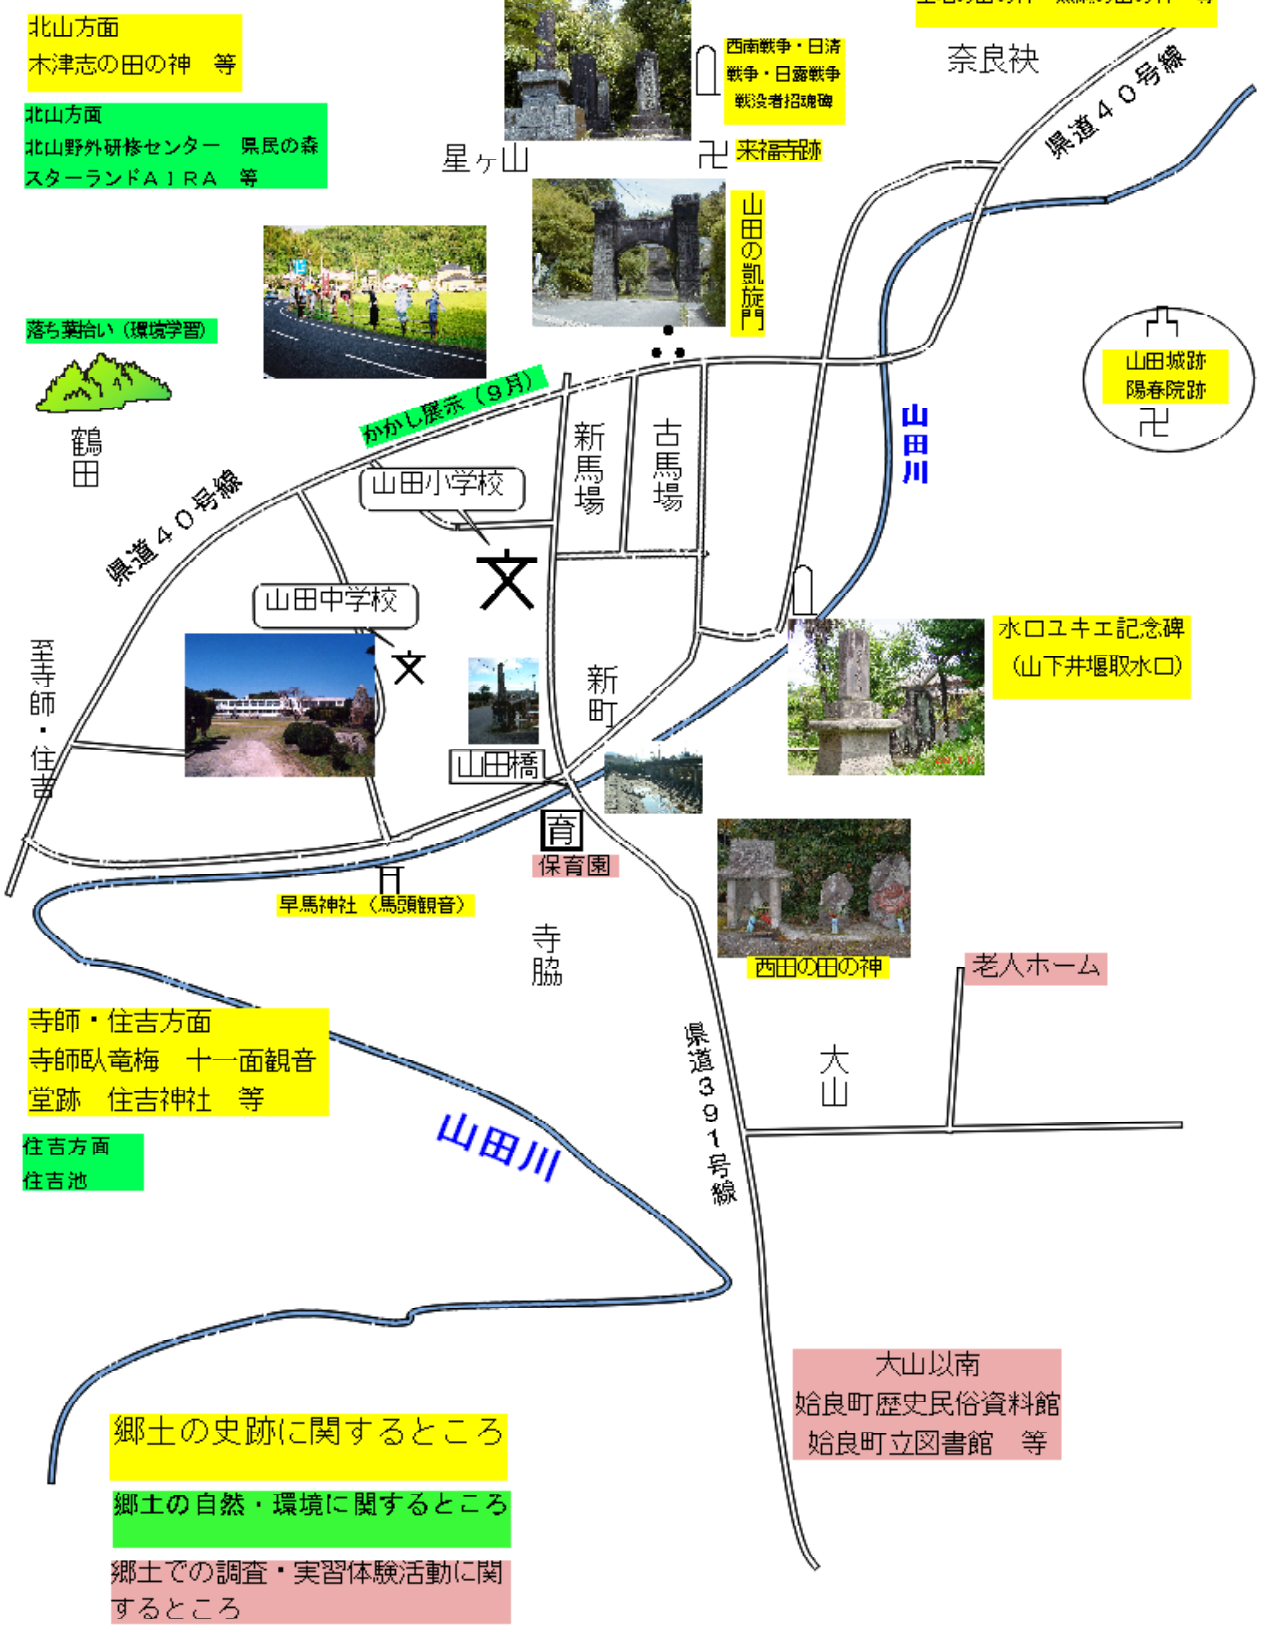 北山方面
木津志の田の神　等
北山方面
北山野外研修センター　県民の森
スターランドＡＩＲＡ　等
西南戦争・日清
戦争・日露戦争
戦没者招魂碑
奈良袂
県道４０号線
星ヶ山
来福寺跡
山田の凱旋門
落ち葉拾い（環境学習）
鶴田
かかし展示（９月）
新馬場
古馬場
山田川
山田城跡
陽春院跡
県道４０号線
山田小学校
文
山田中学校
文
至寺師・住吉
新町
水口ユキエ記念碑
（山下井堰取水口）
山田橋
育
保育園
早馬神社（馬頭観音）
寺脇
西田の田の神
老人ホーム
寺師・住吉方面
寺師臥竜梅　十一面観音
堂跡　住吉神社　等
県道３９１号線
大山
山田川
住吉方面
住吉池
大山以南
姶良町歴史民俗資料館
姶良町立図書館　等
郷土の史跡に関するところ
郷土の自然・環境に関するところ
郷土での調査・実習体験活動に関
するところ